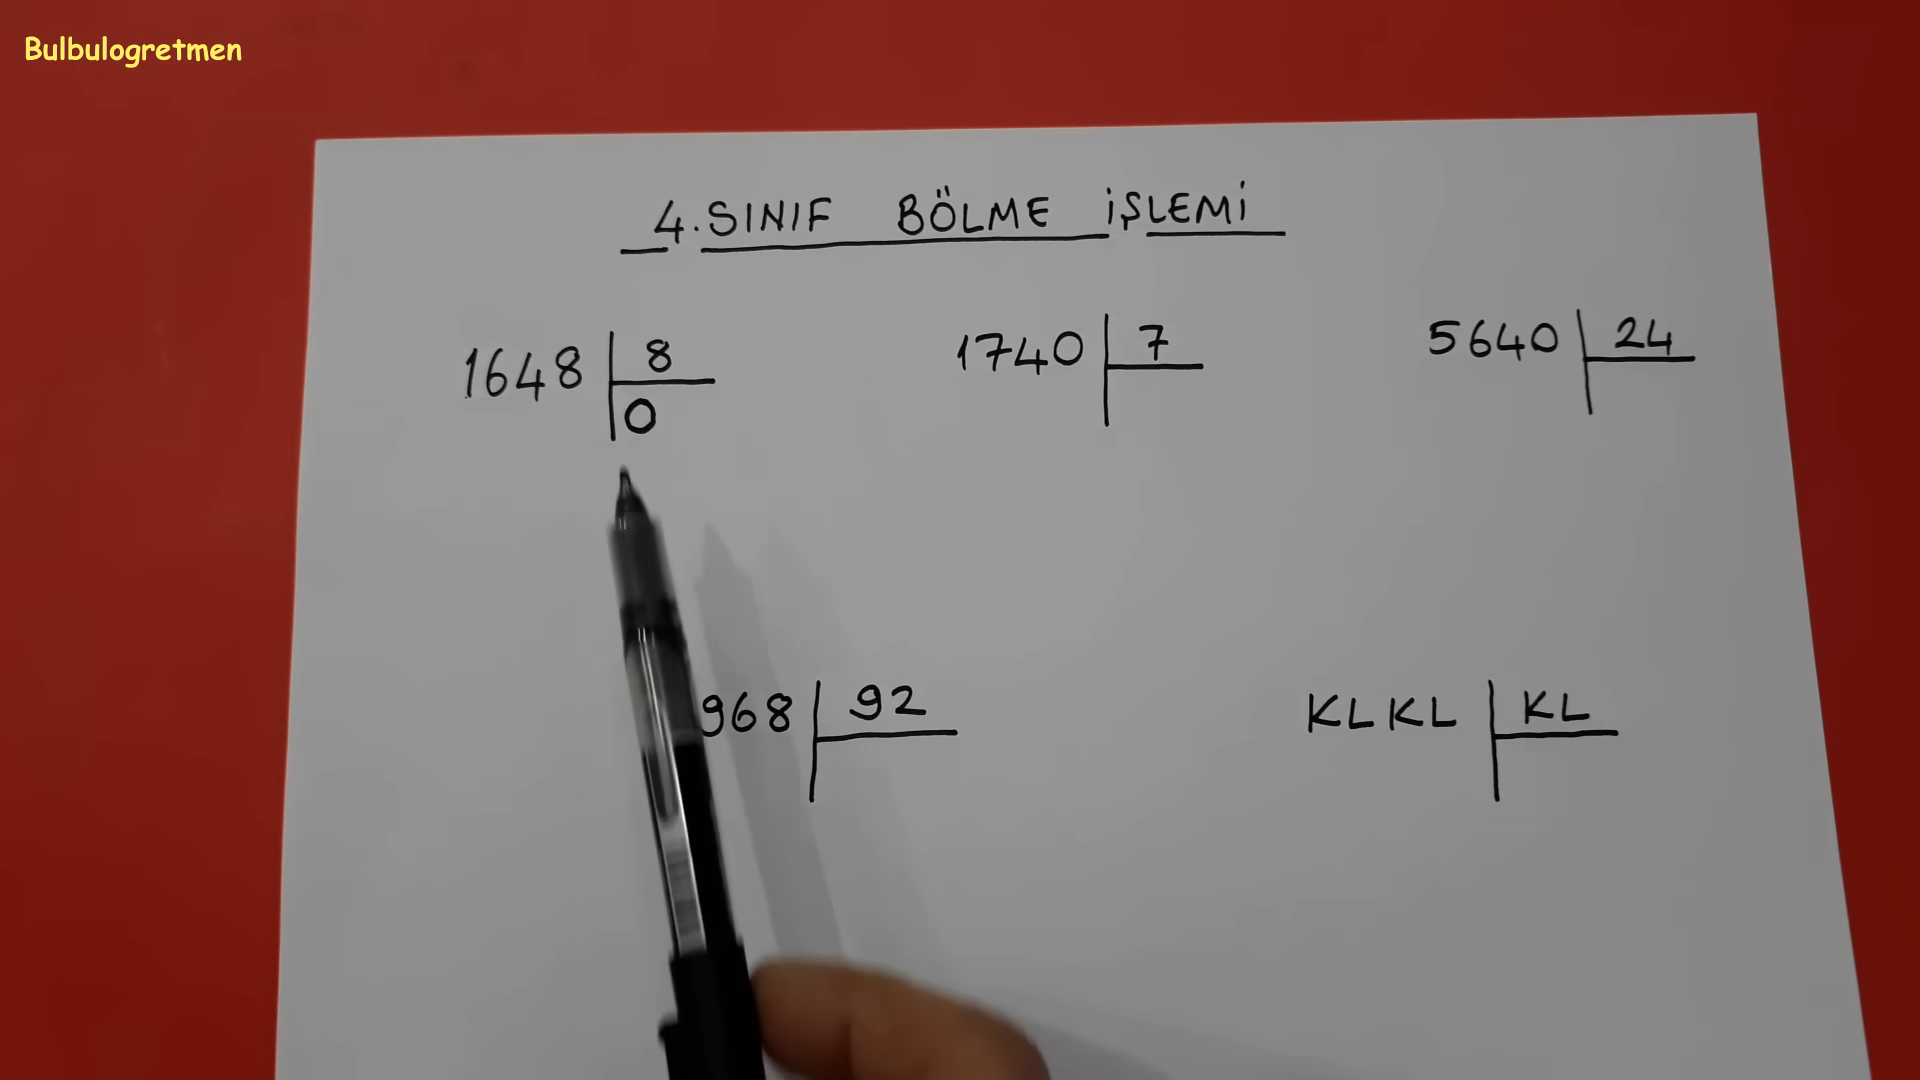 Bulbulogretmen
4. SINIF BÖLME İŞLEMİ
1648 8
0
1740 7
5640 24
968 92
KLKL KL